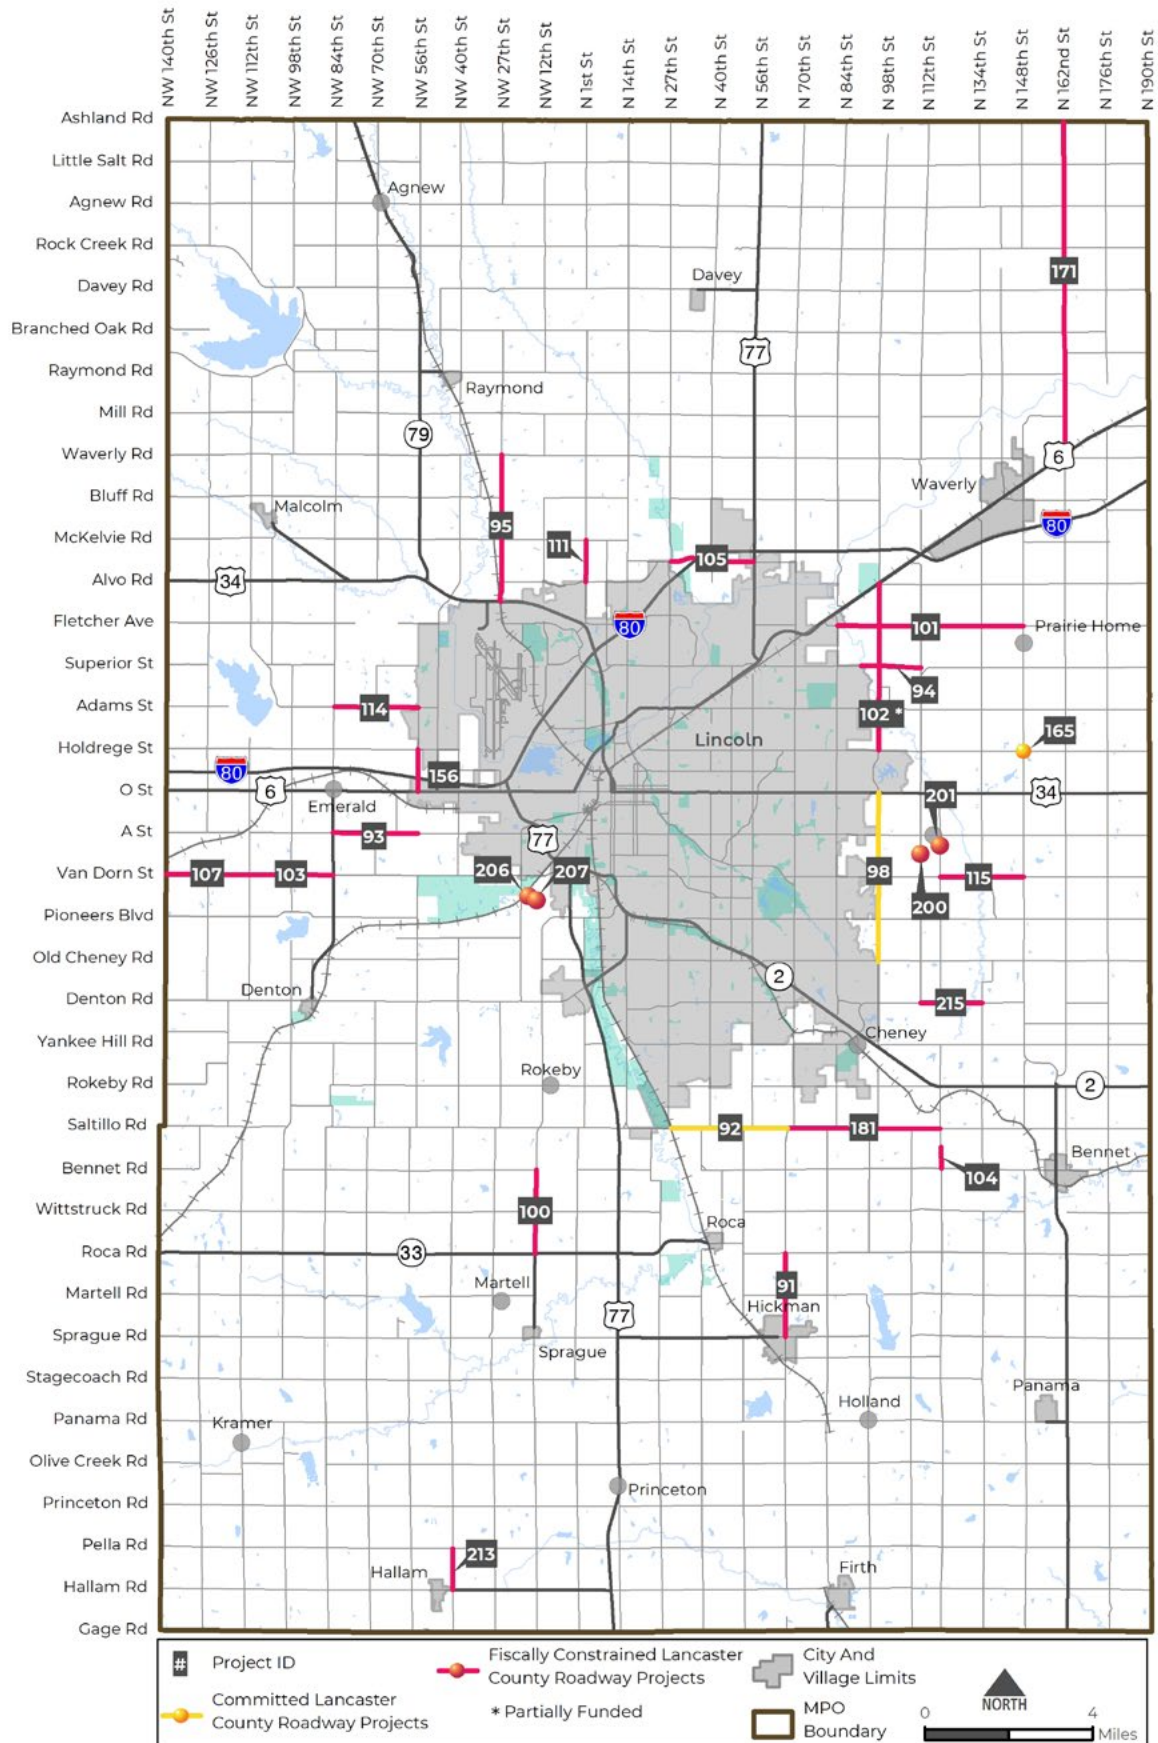 NW 140th St
NW 126th St
NW 112th St
NW 98th St
NW 84th St
NW 70th St
NW 56th St
NW 40th St
NW 27th St
NW 12th St
N 1st St
N 14th St
N 27th St
NW 40th St
N 56th St
N 70th St
N 84th St
N 98th St
N 112th St
N 134th St
N 148th St
N 162nd St
N 176th St
N 190th St
Ashland Rd
Little Salt Rd
Agnew Rd
Rock Creek Rd
Davey Rd
Branched Oak Rd
Raymond Rd
Mill Rd
Waverly Rd
Bluff Rd
McKelvie Rd
Alvo Rd
Fletcher Ave
Superior St
Adams St
Holdrege St
O St
A St
Van Dorn St
Pioneers Blvd
Old Cheney Rd
Denton Rd
Yankee Hill Rd
Rokeby Rd
Saltillo Rd
Bennet Rd
Wittstruck Rd
Roca Rd
Martell Rd
Sprague Rd
Stagecoach Rd
Panama Rd
Olive Creek Rd
Princeton Rd
Pella Rd
Hallam Rd
Gage Rd
Agnew
Davey
171
77
Raymond
79
6
Waverly
Malcolm
95
80
111
105
34
80
101
Prairie Home
94
114
102 *
165
Lincoln
80
156
6
34
Emerald
201
77
93
206
207
107
103
98
115
200
2
Denton
215
Cheney
Rokeby
2
92
181
Bennet
104
100
Roca
33
Martell
91
Hickman
77
Sprague
Panama
Holland
Kramer
Princeton
213
Hallam
Firth
# Project ID
Committed Lancaster
County Roadway Projects
Fiscally Constrained Lancaster
County Roadway Projects
* Partially Funded
City And
Village Limits
MPO
Boundary
NORTH
0 4
Miles